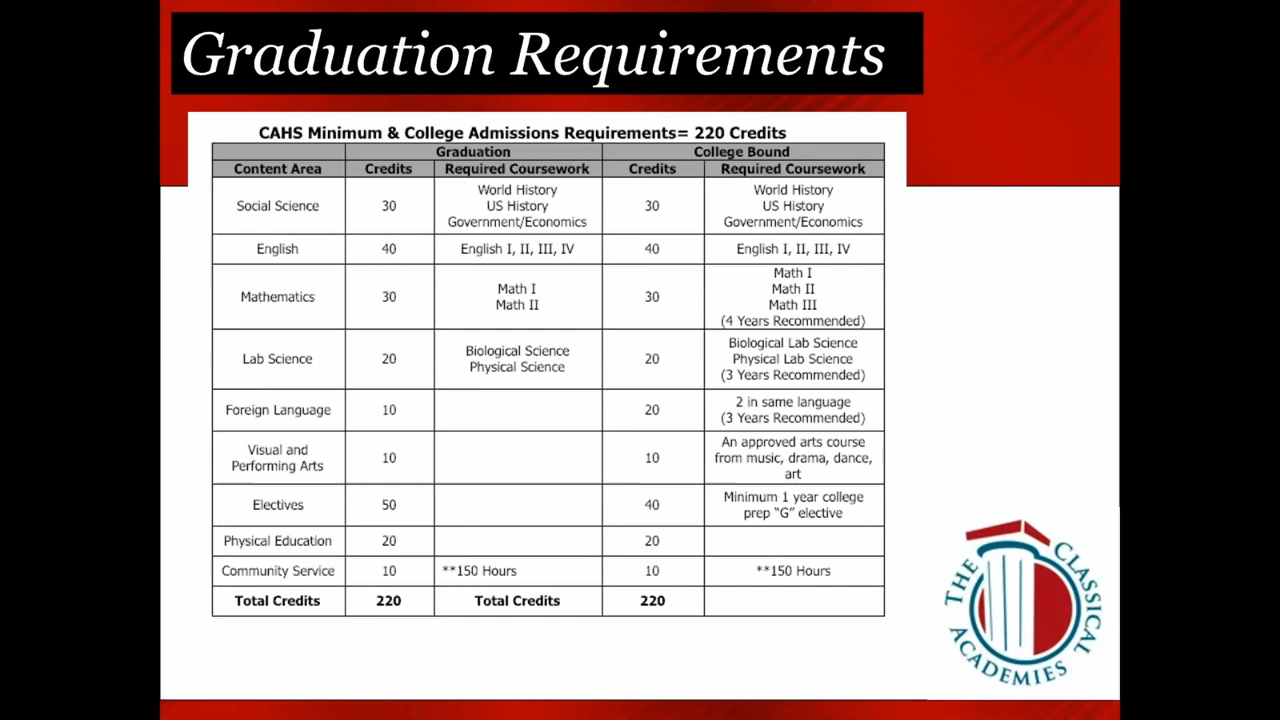 Graduation Requirements
CAHS Minimum & College Admissions Requirements= 220 Credits
Graduation College Bound
Content Area Credits Required Coursework Credits Required Coursework
Social Science 30 World History 30 World History
US History US History
Government/Economics Government/Economics
English 40 English I, II, III, IV 40 English I, II, III, IV
Mathematics 30 Math I 30 Math I
Math II Math II
Math III
(4 Years Recommended)
Lab Science 20 Biological Science 20 Biological Lab Science
Physical Science Physical Lab Science
(3 Years Recommended)
Foreign Language 10 20 2 in same language
(3 Years Recommended)
Visual and 10 10 An approved arts course
Performing Arts from music, drama, dance,
art
Electives 50 40 Minimum 1 year college
prep “G” elective
Physical Education 20 20
Community Service 10 **150 Hours 10 **150 Hours
Total Credits 220 Total Credits 220
THE CLASSICAL ACADEMIES